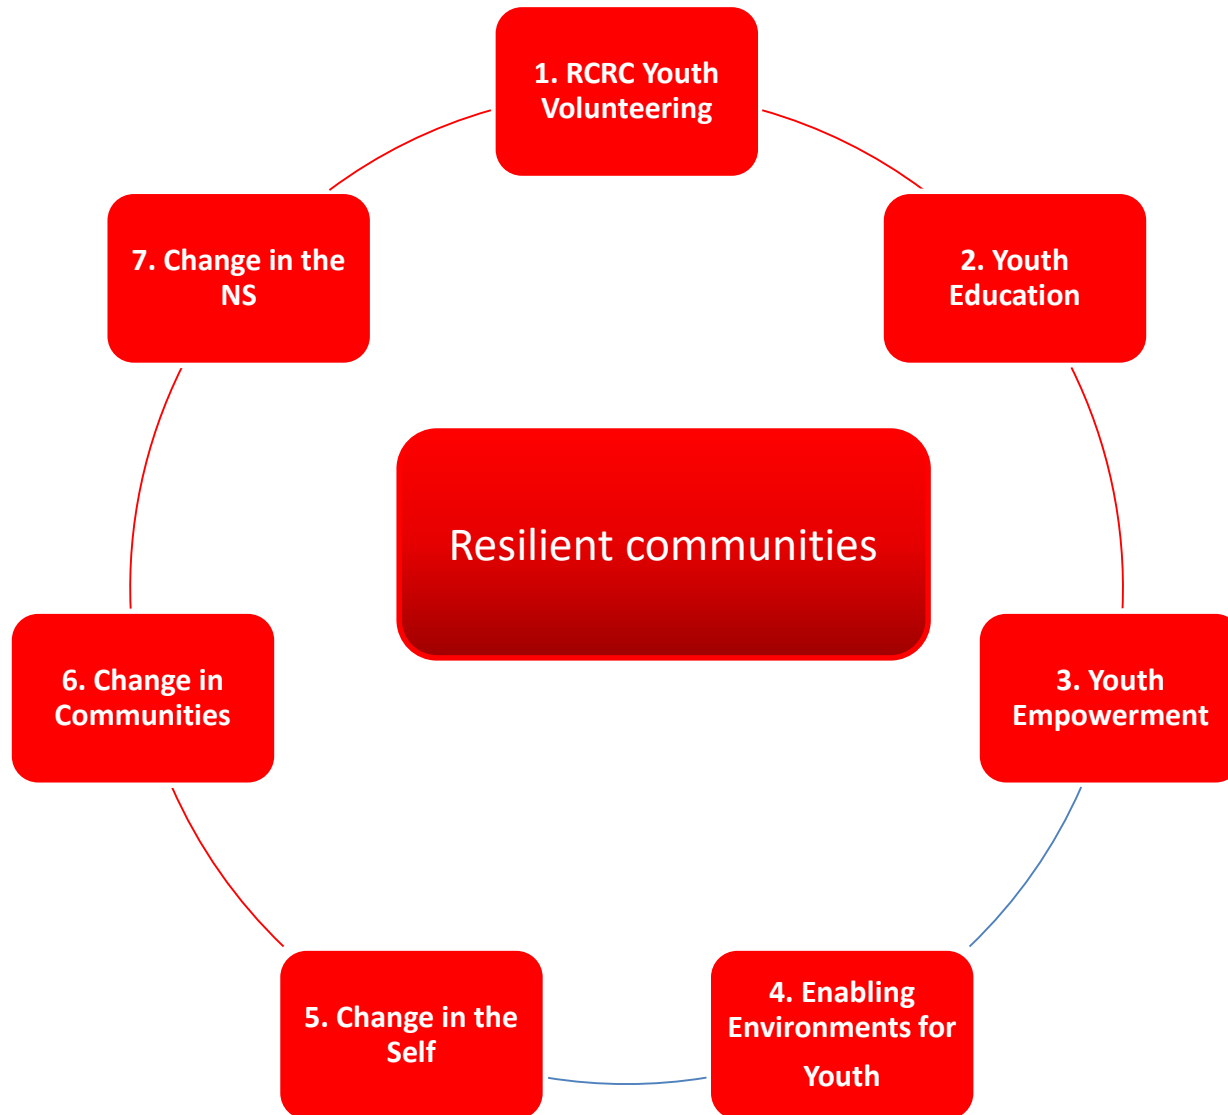 1. RCRC Youth
Volunteering
2. Youth
Education
3. Youth
Empowerment
4. Enabling
Environments for
Youth
5. Change in the
Self
6. Change in
Communities
7. Change in the
NS
Resilient communities